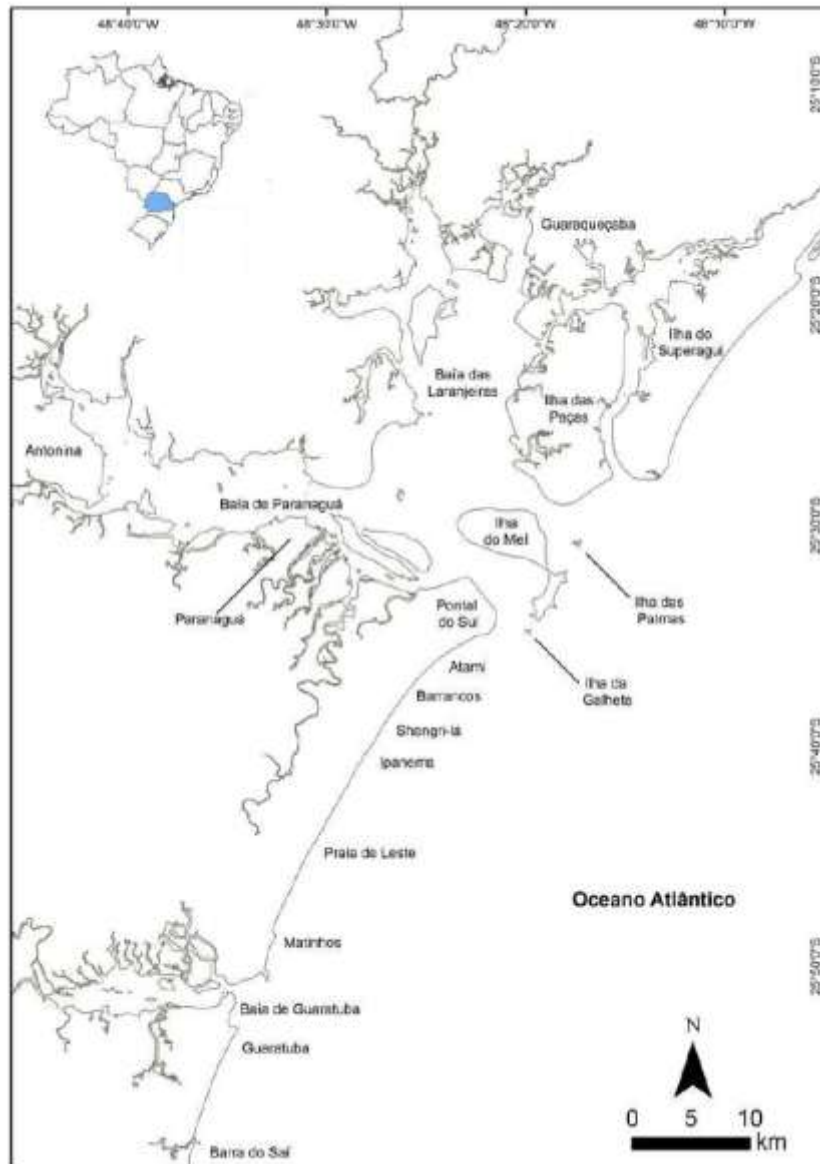 48°40'0"W
48°30'0"W
48°20'0"W
48°10'0"W
25°10'0"S
Guaraqueçaba
25°20'0"S
Ilha do
Superagui
Baía das
Laranjeiras
Ilha das
Paças
Antonina
Baía de Paranaguá
Ilha
do Mel
25°30'0"S
Paranaguá
Pontal
do Sul
Ilha das
Palmas
Atami
Barrancos
Ilha da
Galheta
Shangri-lá
Ipanema
25°40'0"S
Praia de Leste
Oceano Atlântico
Matinhos
25°50'0"S
Baía de Guaratuba
Guaratuba
N
0 5 10
km
Barra do Saí